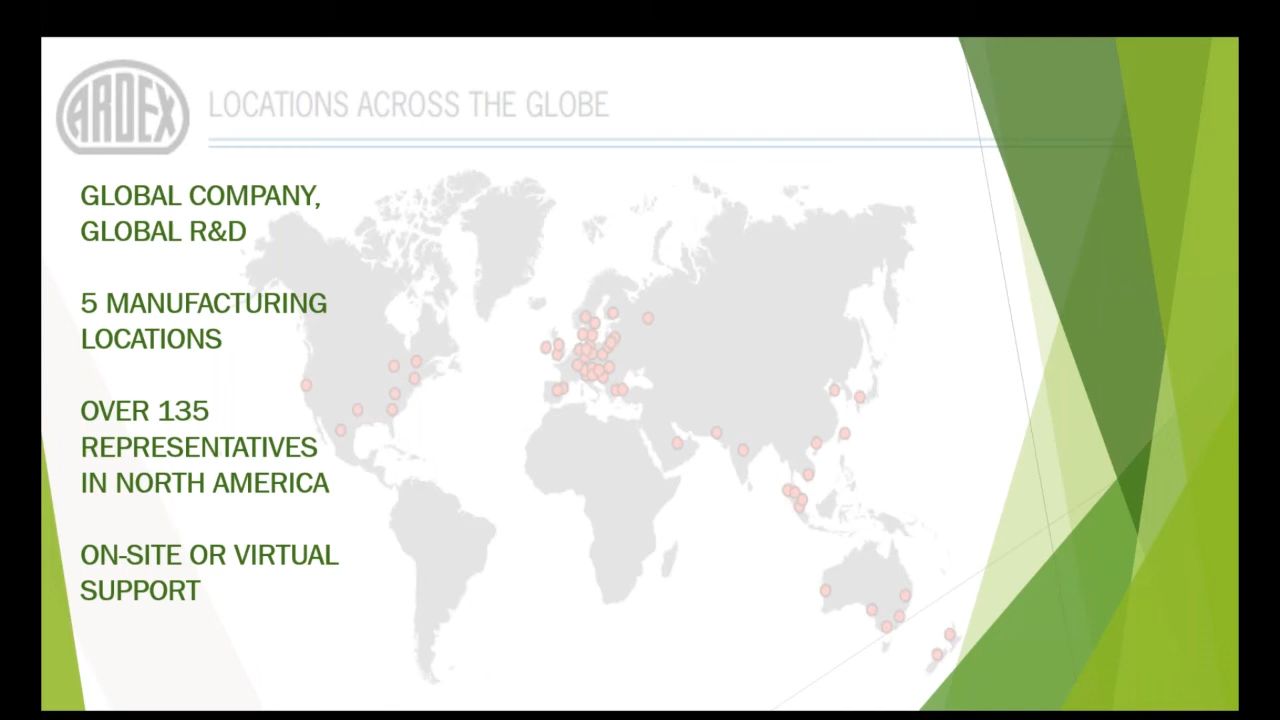 ARDEX
LOCATIONS ACROSS THE GLOBE
GLOBAL COMPANY,
GLOBAL R&D
5 MANUFACTURING
LOCATIONS
OVER 135
REPRESENTATIVES
IN NORTH AMERICA
ON-SITE OR VIRTUAL
SUPPORT